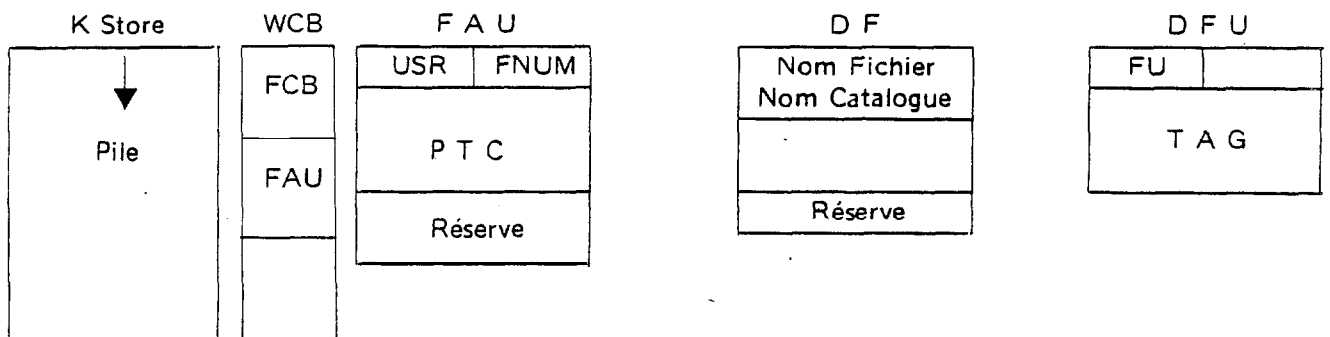 K Store
WCB
F A U
D F
D F U
Pile
FCB
FAU
USR
FNUM
P T C
Réserve
Nom Fichier
Nom Catalogue
Réserve
FU
T A G